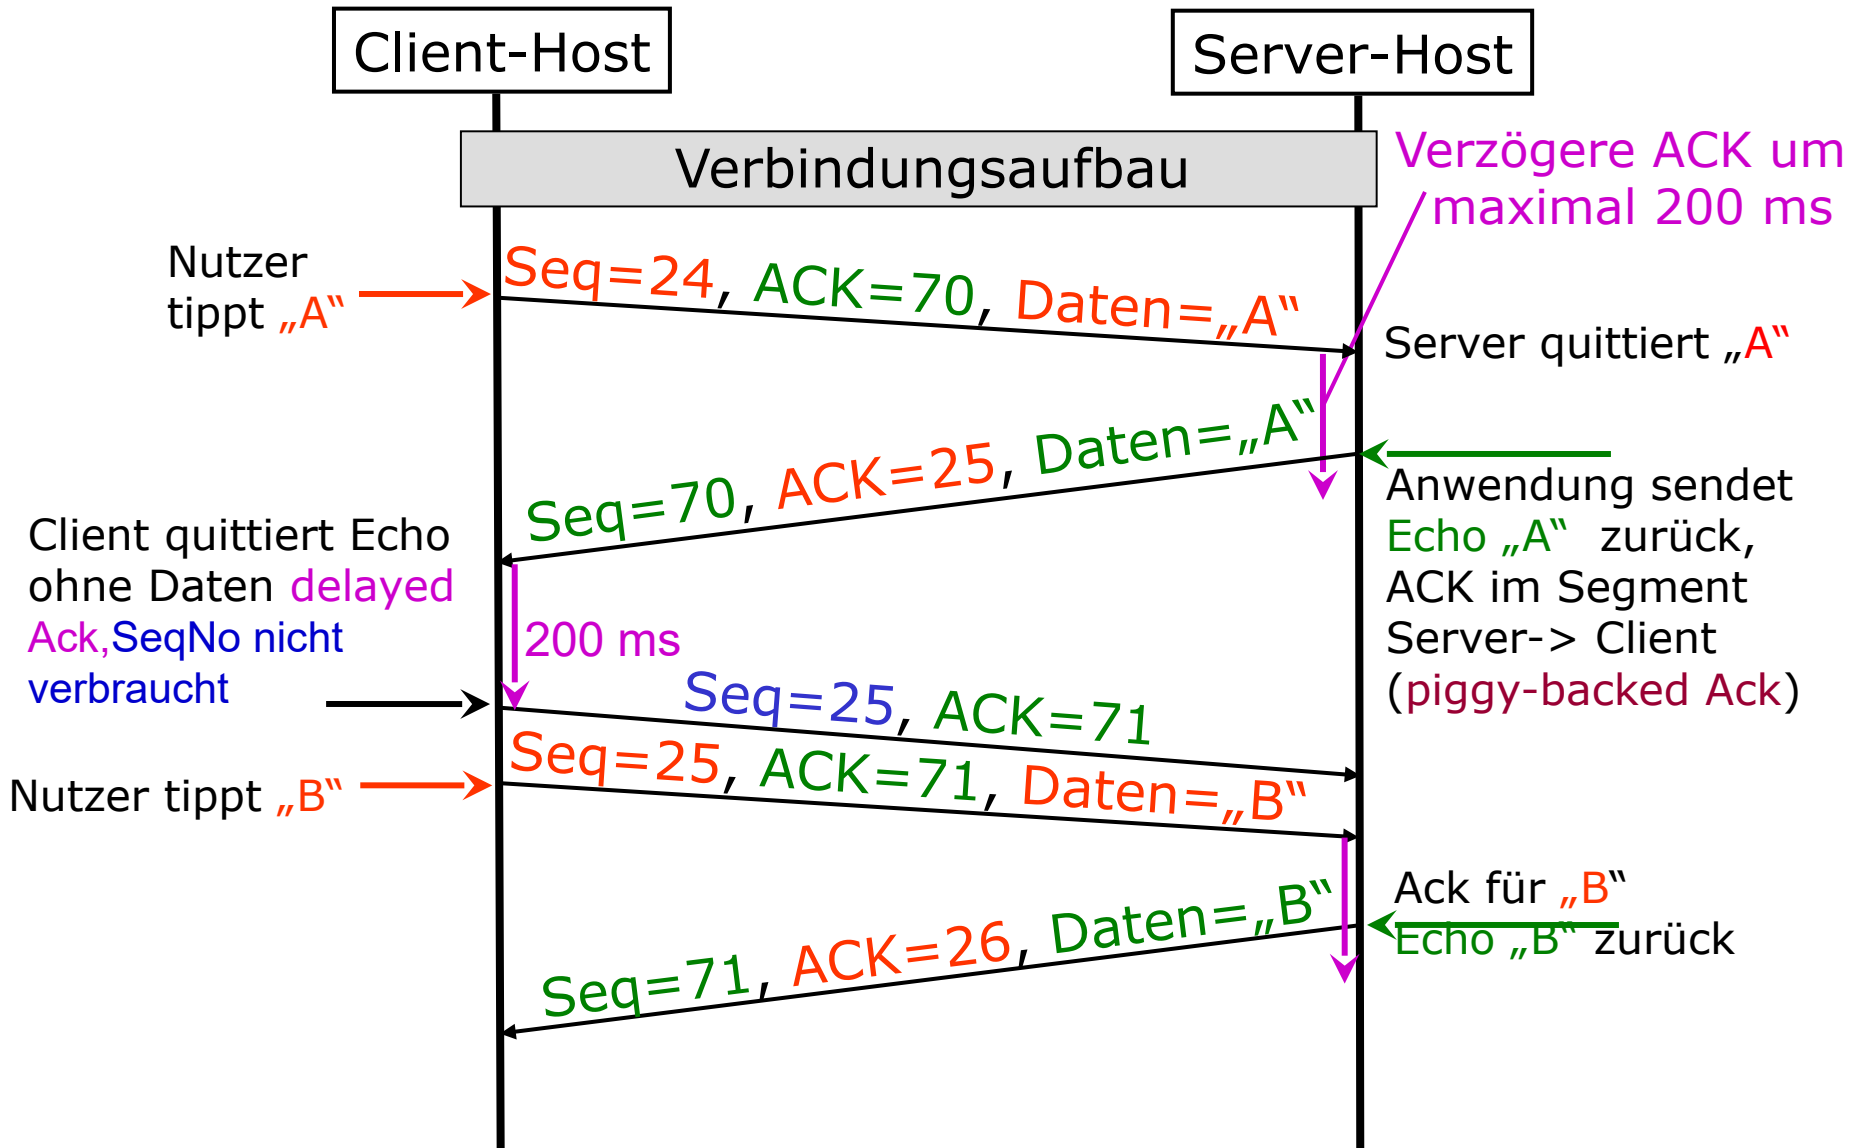 Client-Host
Server-Host
Verbindungsaufbau
Verzögere ACK um
maximal 200 ms
Nutzer
tippt „A“
Seq=24, ACK=70, Daten=„A“
Server quittiert „A“
Seq=70, ACK=25, Daten=„A“
Anwendung sendet
Echo „A“ zurück,
ACK im Segment
Server-> Client
(piggy-backed Ack)
Client quittiert Echo
ohne Daten delayed
Ack,SeqNo nicht
verbraucht
200 ms
Seq=25, ACK=71
Nutzer tippt „B“
Seq=25, ACK=71, Daten=„B“
Ack für „B“
Echo „B“ zurück
Seq=71, ACK=26, Daten=„B“